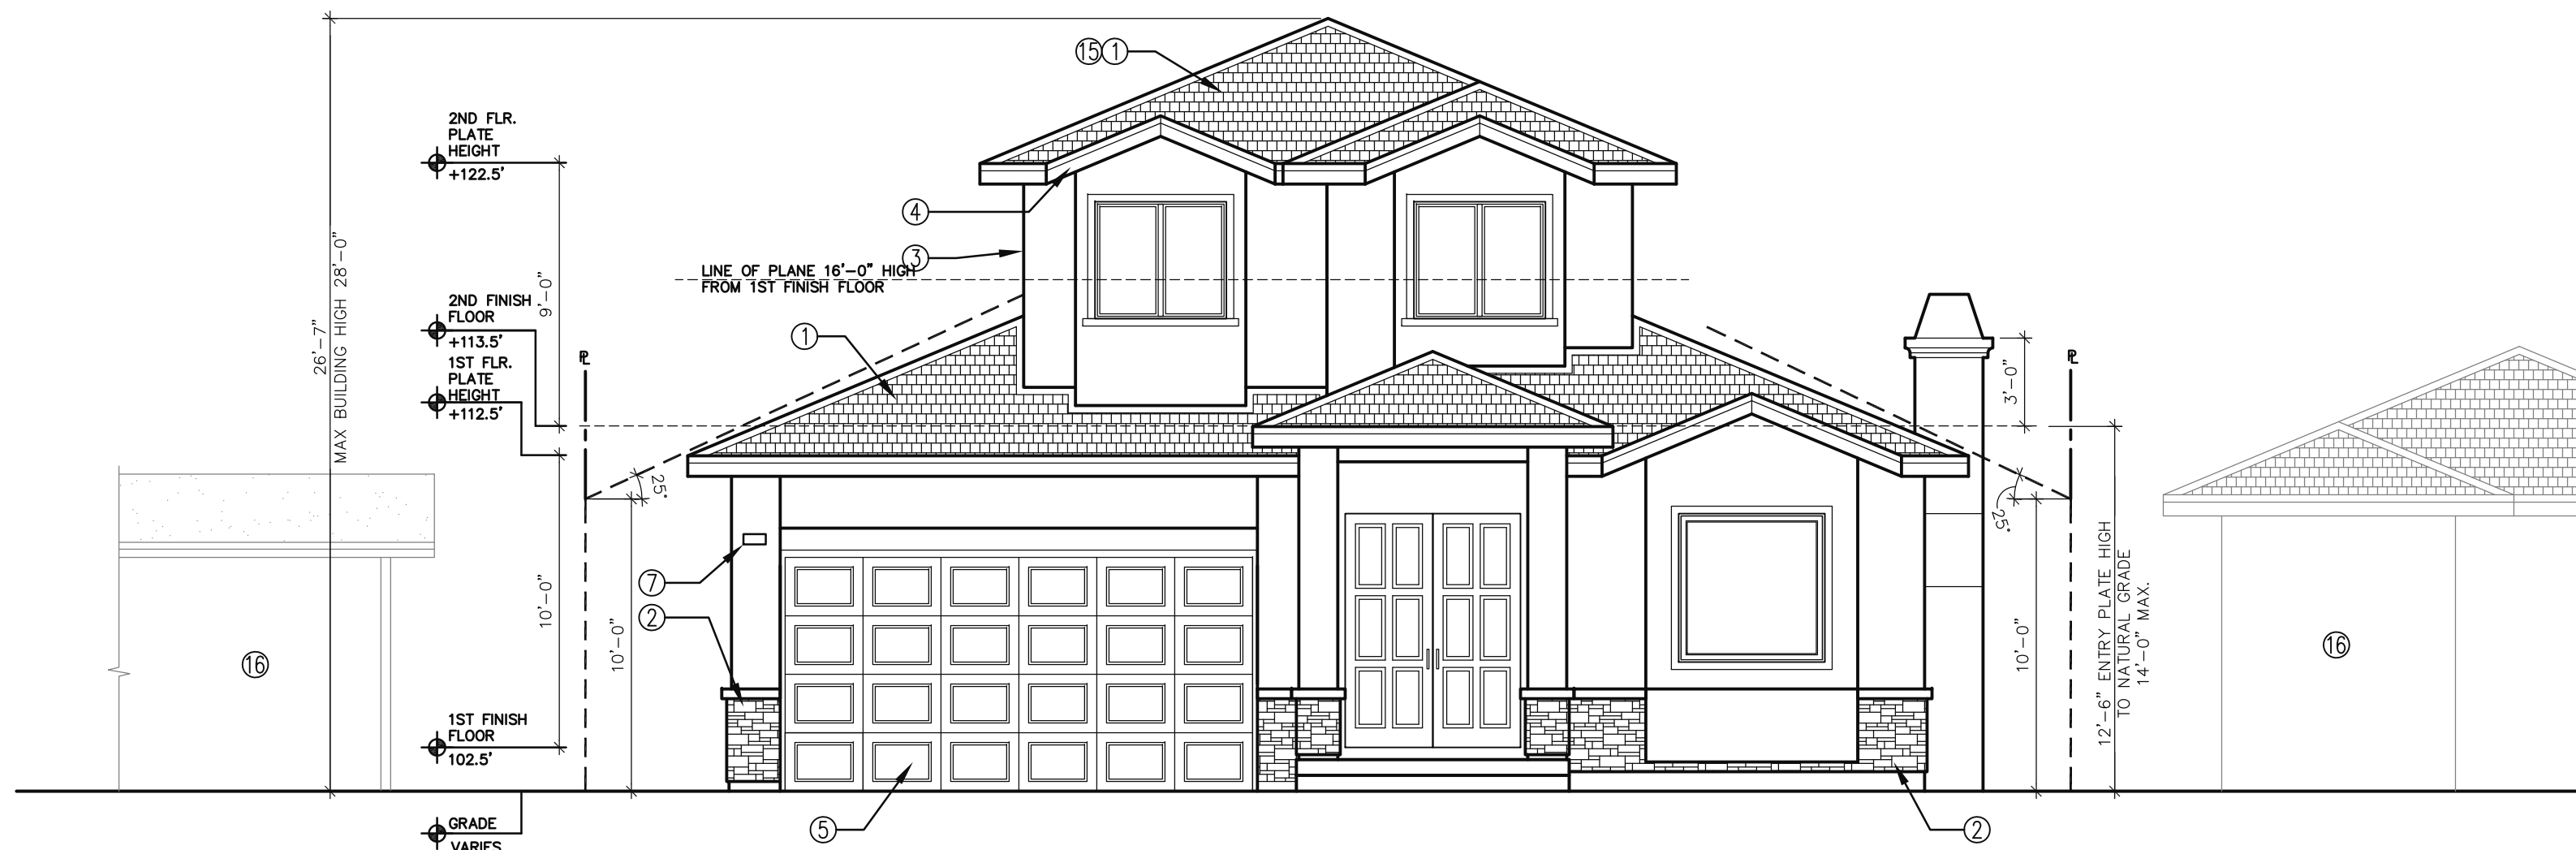 15 1
2ND FLR.
PLATE
HEIGHT
+122.5'
4
3
LINE OF PLANE 16'-0" HIGH
FROM 1ST FINISH FLOOR
26'-7"
MAX BUILDING HIGH 28'-0"
2ND FINISH
FLOOR
+113.5'
9'-0"
1ST FLR.
PLATE
HEIGHT
+112.5'
1
PL
PL
3'-0"
25°
25°
7
2
10'-0"
10'-0"
10'-0"
12'-6" ENTRY PLATE HIGH
TO NATURAL GRADE
14'-0" MAX.
16
16
1ST FINISH
FLOOR
102.5'
5
2
GRADE
VARIES